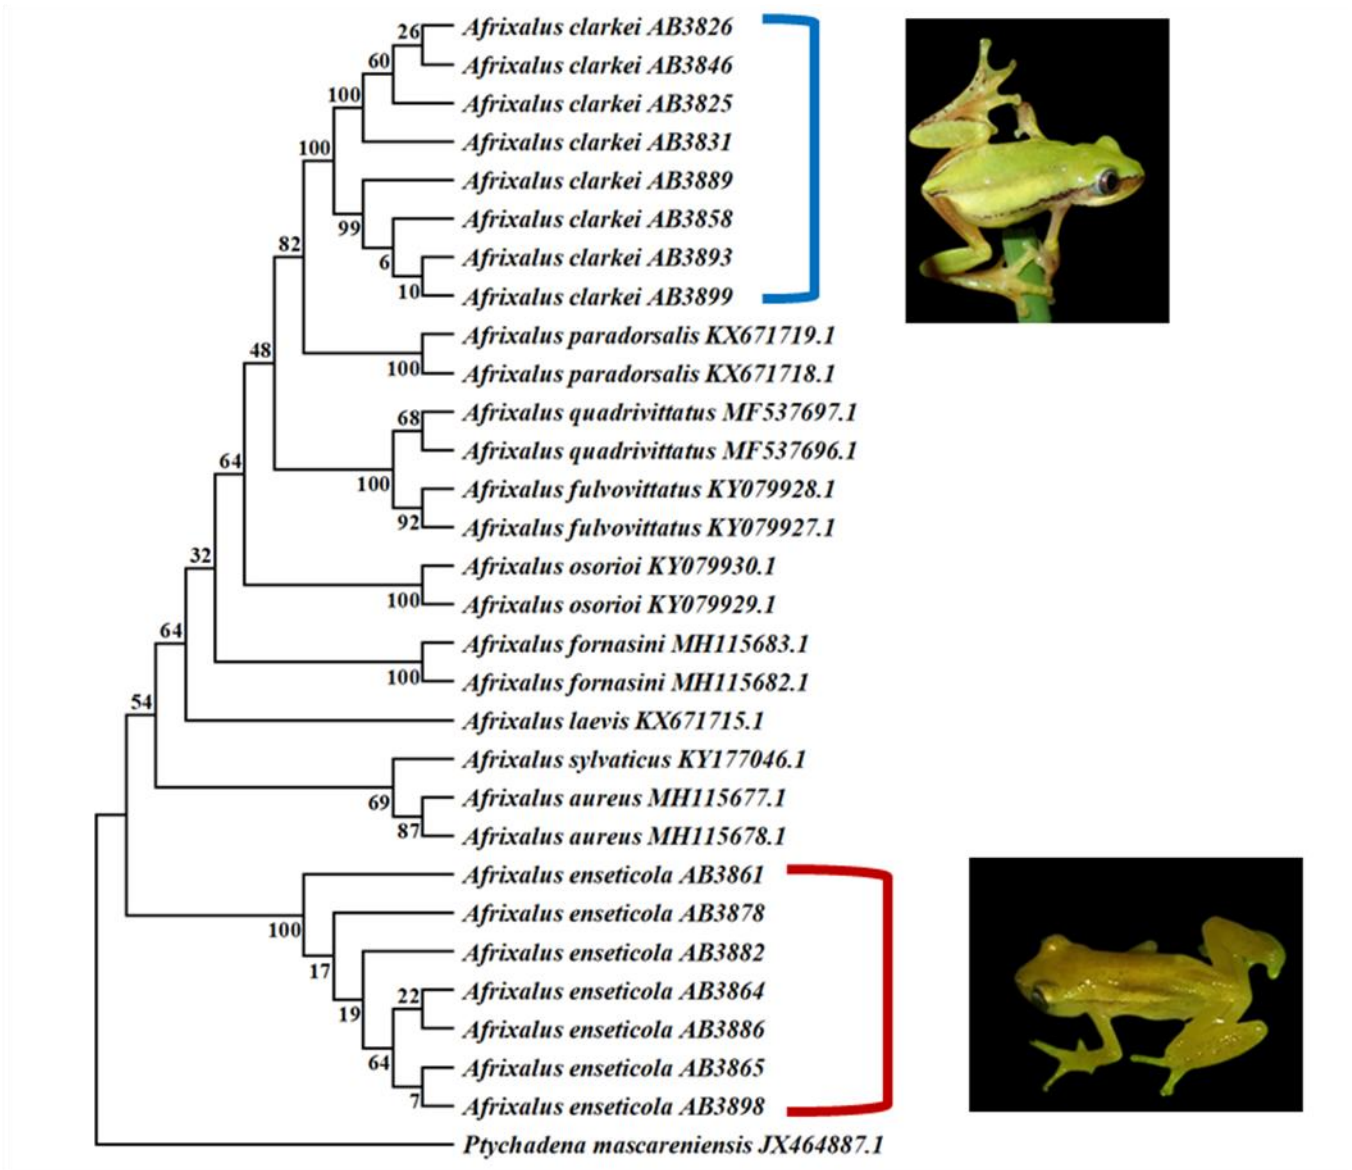 26 Afrixalus clarkei AB3826
60 Afrixalus clarkei AB3846
100 Afrixalus clarkei AB3825
100 Afrixalus clarkei AB3831
Afrixalus clarkei AB3889
99 Afrixalus clarkei AB3858
82 6 Afrixalus clarkei AB3893
10 Afrixalus clarkei AB3899
Afrixalus paradorsalis KX671719.1
48 100 Afrixalus paradorsalis KX671718.1
68 Afrixalus quadrivittatus MF537697.1
64 Afrixalus quadrivittatus MF537696.1
100 Afrixalus fulvovittatus KY079928.1
92 Afrixalus fulvovittatus KY079927.1
32 Afrixalus osorioi KY079930.1
100 Afrixalus osorioi KY079929.1
64 Afrixalus fornasini MH115683.1
100 Afrixalus fornasini MH115682.1
54 Afrixalus laevis KX671715.1
Afrixalus sylvaticus KY177046.1
69 Afrixalus aureus MH115677.1
87 Afrixalus aureus MH115678.1
Afrixalus enseticola AB3861
100 Afrixalus enseticola AB3878
17 Afrixalus enseticola AB3882
19 22 Afrixalus enseticola AB3864
Afrixalus enseticola AB3886
64 Afrixalus enseticola AB3865
7 Afrixalus enseticola AB3898
Ptychadena mascareniensis JX464887.1